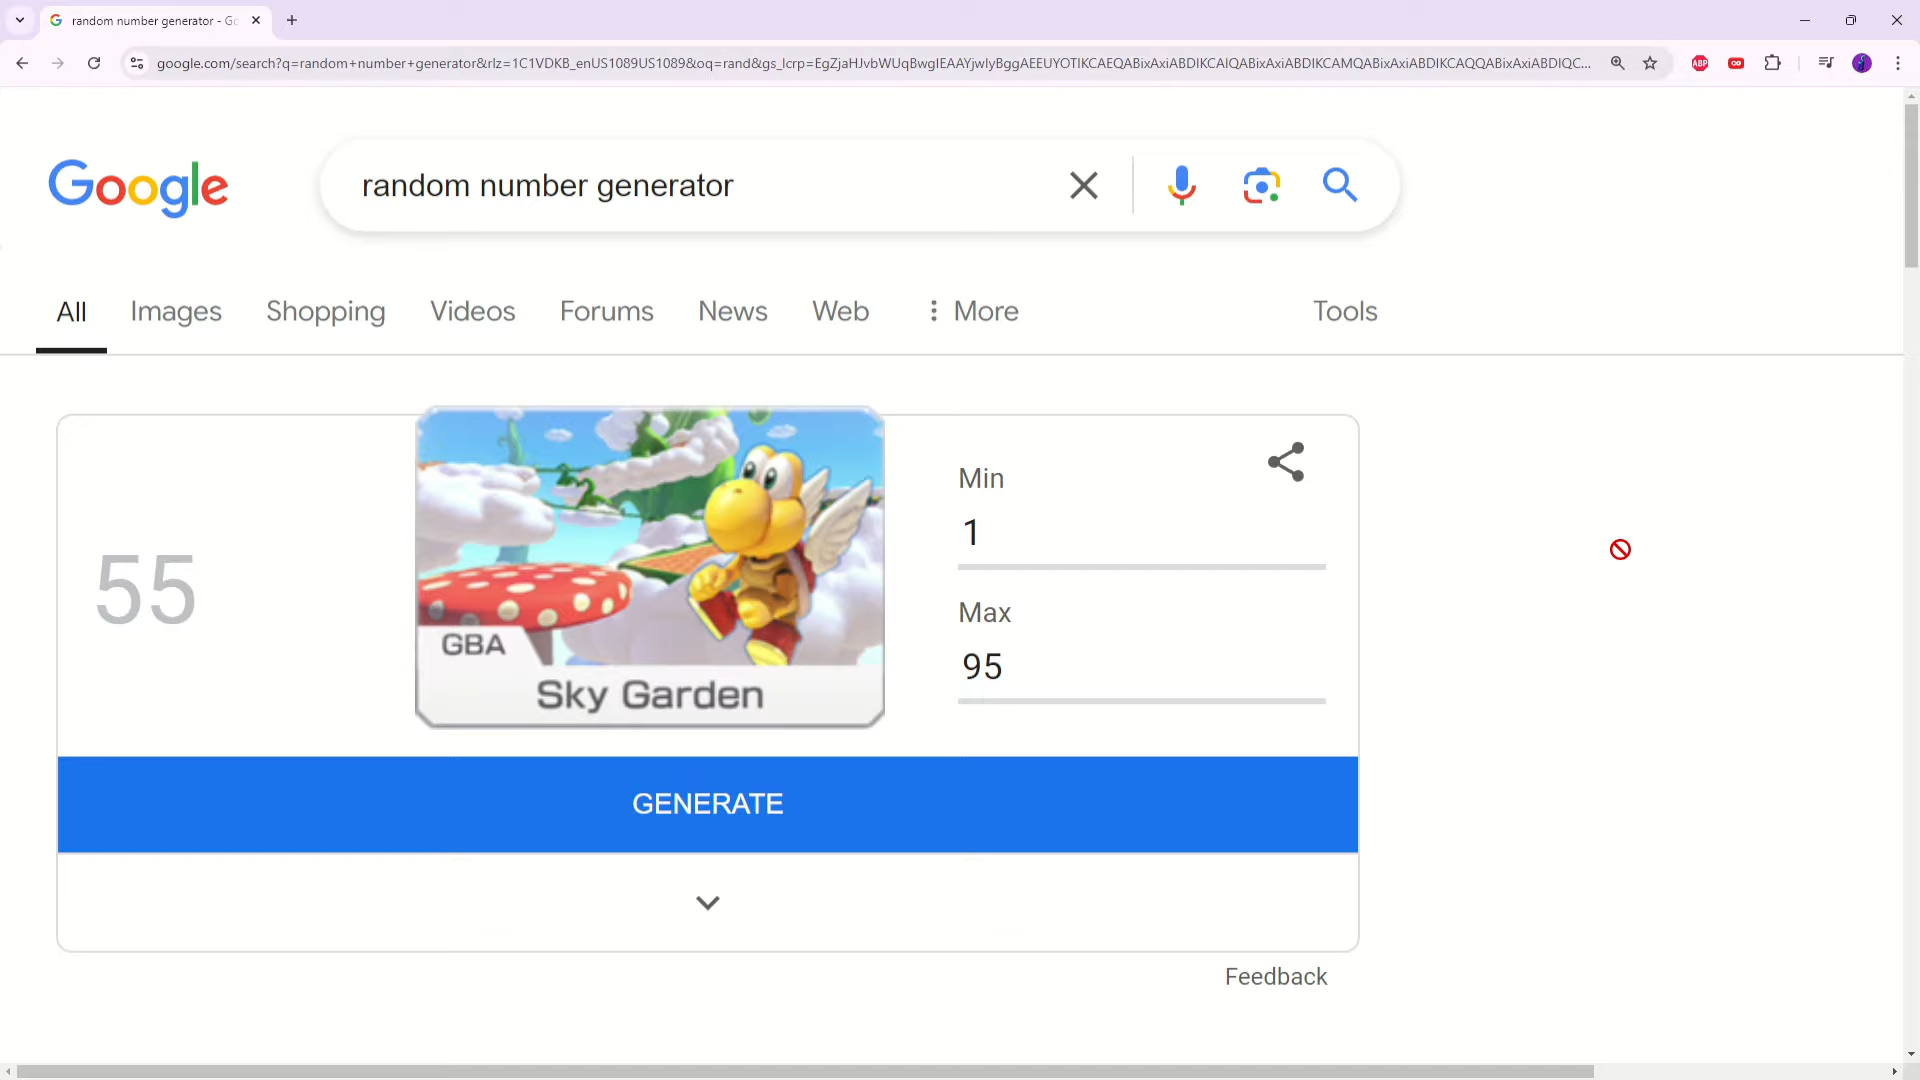 random number generator - Go
google.com/search?q=random+number+generator&rlz=1C1VDKB_enUS1089US1089&oq=rand&gs_lcrp=EgZjaHJvbWUqBwgIEAAYjwIyBggAEEUYOTIKCAEQABixAxiABDIKCAIQABixAxiABDIKCAMQABixAxiABDIKCAQQABixAxiABDIQC...
ABP
Google
random number generator
All Images Shopping Videos Forums News Web More Tools
55
GBA
Sky Garden
Min
1
Max
95
GENERATE
Feedback